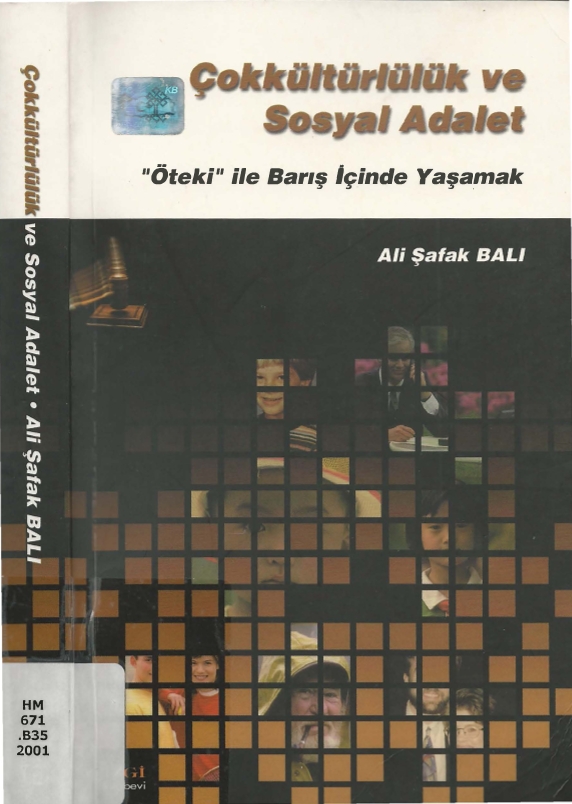 Çokkültürlülük ve Sosyal Adalet • Ali Şafak BALI
KB
Çokkültürlülük ve
Sosyal Adalet
"Öteki" ile Barış İçinde Yaşamak
Ali Şafak BALI
HM
671
.B35
2001